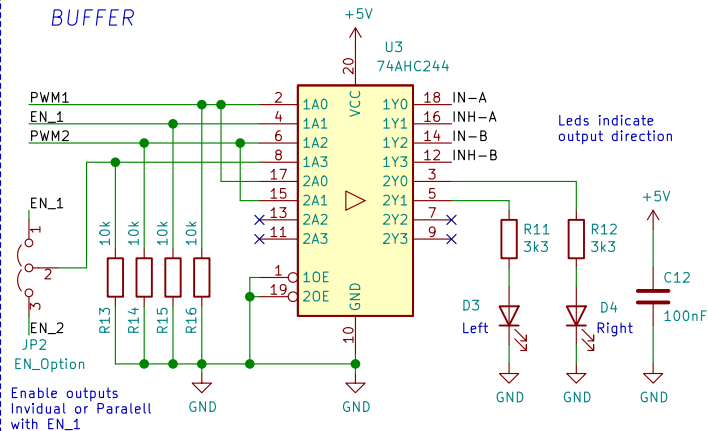 BUFFER
+5V
U3
74AHC244
20
VCC
PWM1
2
1A0
1Y0
18
IN-A
EN_1
4
1A1
1Y1
16
INH-A
PWM2
6
1A2
1Y2
14
IN-B
8
1A3
1Y3
12
INH-B
17
2A0
2Y0
3
15
2A1
2Y1
5
13
2A2
2Y2
7
11
2A3
2Y3
9
1
1OE
19
2OE
GND
10
Leds indicate
output direction
EN_1
1
2
3
EN_2
JP2
EN_Option
Enable outputs
Invidual or Paralell
with EN_1
10k
10k
10k
10k
R13
R14
R15
R16
GND
GND
R11
3k3
R12
3k3
D3
Left
D4
Right
GND
GND
+5V
C12
100nF
GND